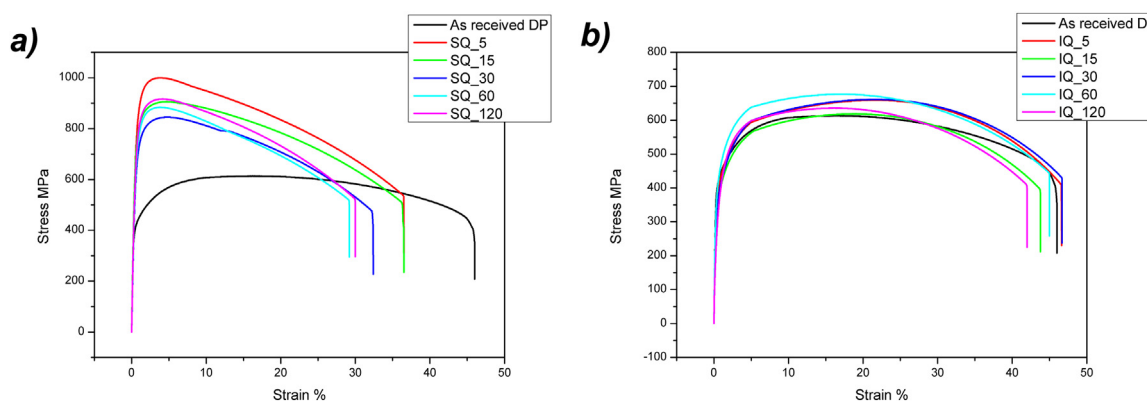 a)
As received DP
SQ_5
SQ_15
SQ_30
SQ_60
SQ_120
1000
800
600
400
200
0
Stress MPa
0 10 20 30 40 50
Strain %
b)
As received D
IQ_5
IQ_15
IQ_30
IQ_60
IQ_120
800
700
600
500
400
300
200
100
0
-100
Stress MPa
0 10 20 30 40 50
Strain %